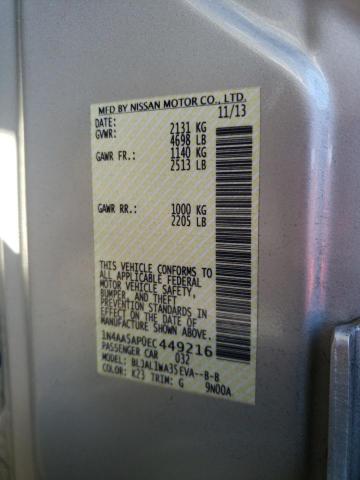 MFD BY NISSAN MOTOR CO., LTD.
DATE: 11/13
GVWR: 2131 KG
4698 LB
GAWR FR.: 1140 KG
2513 LB
GAWR RR.: 1000 KG
2205 LB
THIS VEHICLE CONFORMS TO
ALL APPLICABLE FEDERAL
MOTOR VEHICLE SAFETY,
BUMPER, AND THEFT
PREVENTION STANDARDS IN
EFFECT ON THE DATE OF
MANUFACTURE SHOWN ABOVE.
1N4AA5AP0EC449216
PASSENGER CAR 032
MODEL: BLJALIWA35EVA--B-B
COLOR: K23 TRIM: G 9N00A